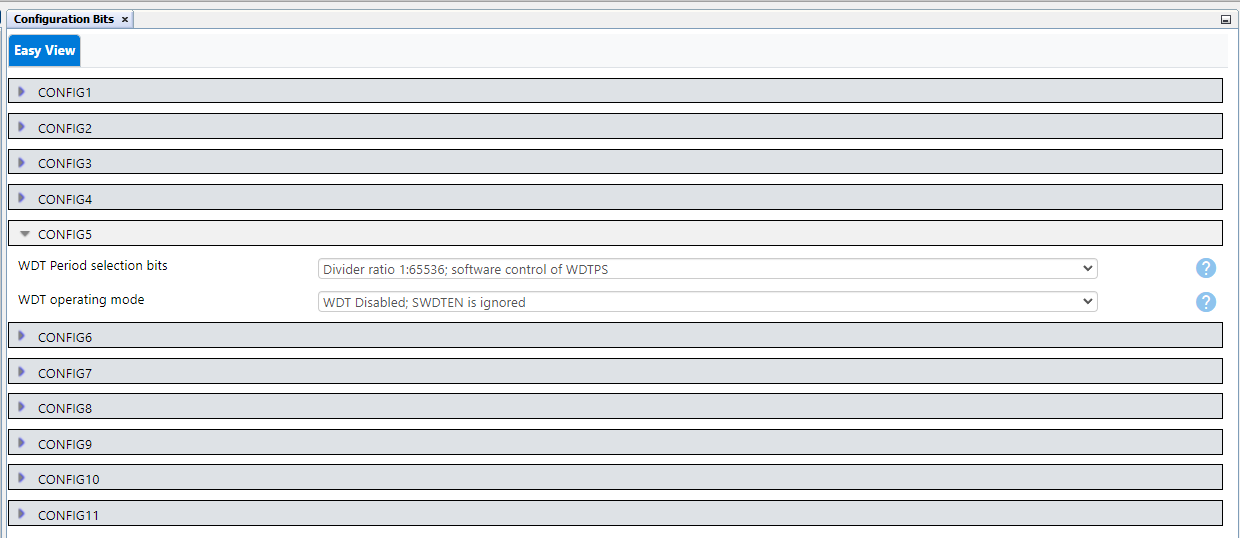 Configuration Bits ×
Easy View
CONFIG1
CONFIG2
CONFIG3
CONFIG4
CONFIG5
WDT Period selection bits Divider ratio 1:65536; software control of WDTPS ?
WDT operating mode WDT Disabled; SWDTEN is ignored ?
CONFIG6
CONFIG7
CONFIG8
CONFIG9
CONFIG10
CONFIG11